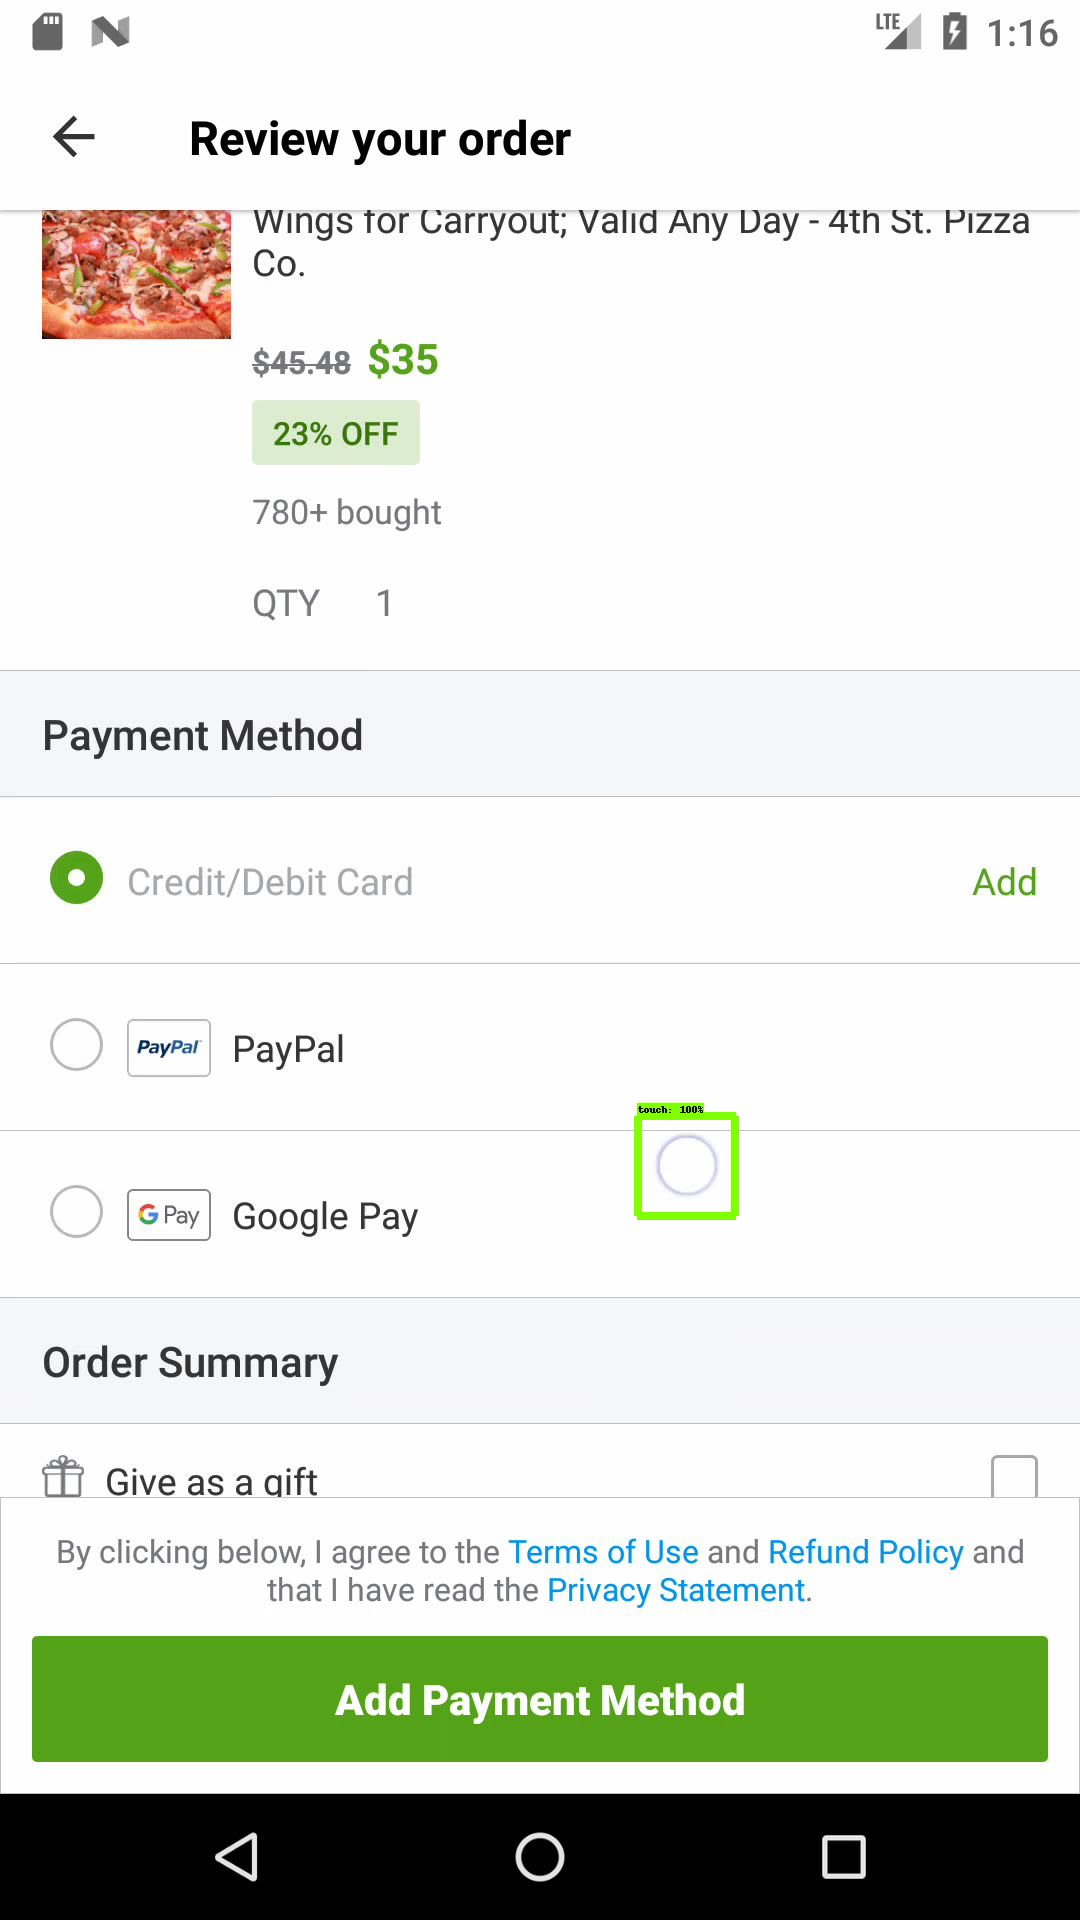 LTE 1:16
Review your order
Wings for Carryout; Valid Any Day - 4th St. Pizza
Co.
$45.48 $35
23% OFF
780+ bought
QTY 1
Payment Method
Credit/Debit Card Add
PayPal PayPal
touch: 100%
G Pay Google Pay
Order Summary
Give as a gift
By clicking below, I agree to the Terms of Use and Refund Policy and
that I have read the Privacy Statement.
Add Payment Method